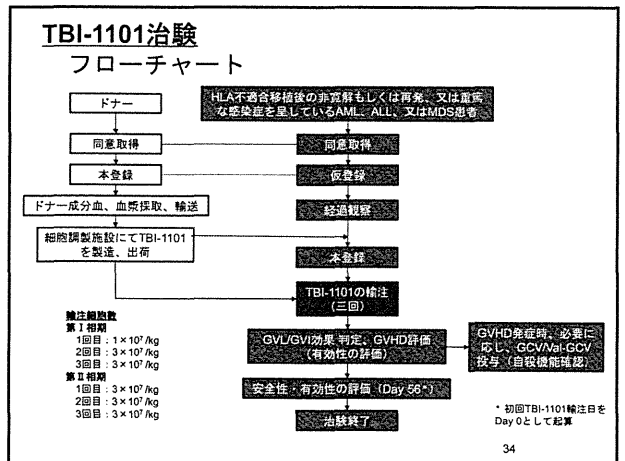 TBI-1101治験
フローチャート
ドナー
HLA不適合移植後の非寛解もしくは再発、又は重篤
な感染症を呈しているAML、ALL、又はMDS患者
同意取得
同意取得
本登録
仮登録
ドナー成分血、血漿採取、輸送
経過観察
細胞調製施設にてTBI-1101
を製造、出荷
本登録
TBI-1101の輸注
(三回)
輸注細胞数
第Ⅰ相期
1回目：1×10⁷/kg
2回目：3×10⁷/kg
3回目：3×10⁷/kg
第Ⅱ相期
1回目：3×10⁷/kg
2回目：3×10⁷/kg
3回目：3×10⁷/kg
GVL/GVI効果 判定、GVHD評価
(有効性の評価)
GVHD発症時、必要に
応じ、GCV/Val-GCV
投与（自殺機能確認）
安全性・有効性の評価（Day 56*）
治験終了
* 初回TBI-1101輸注日を
Day 0として起算
34